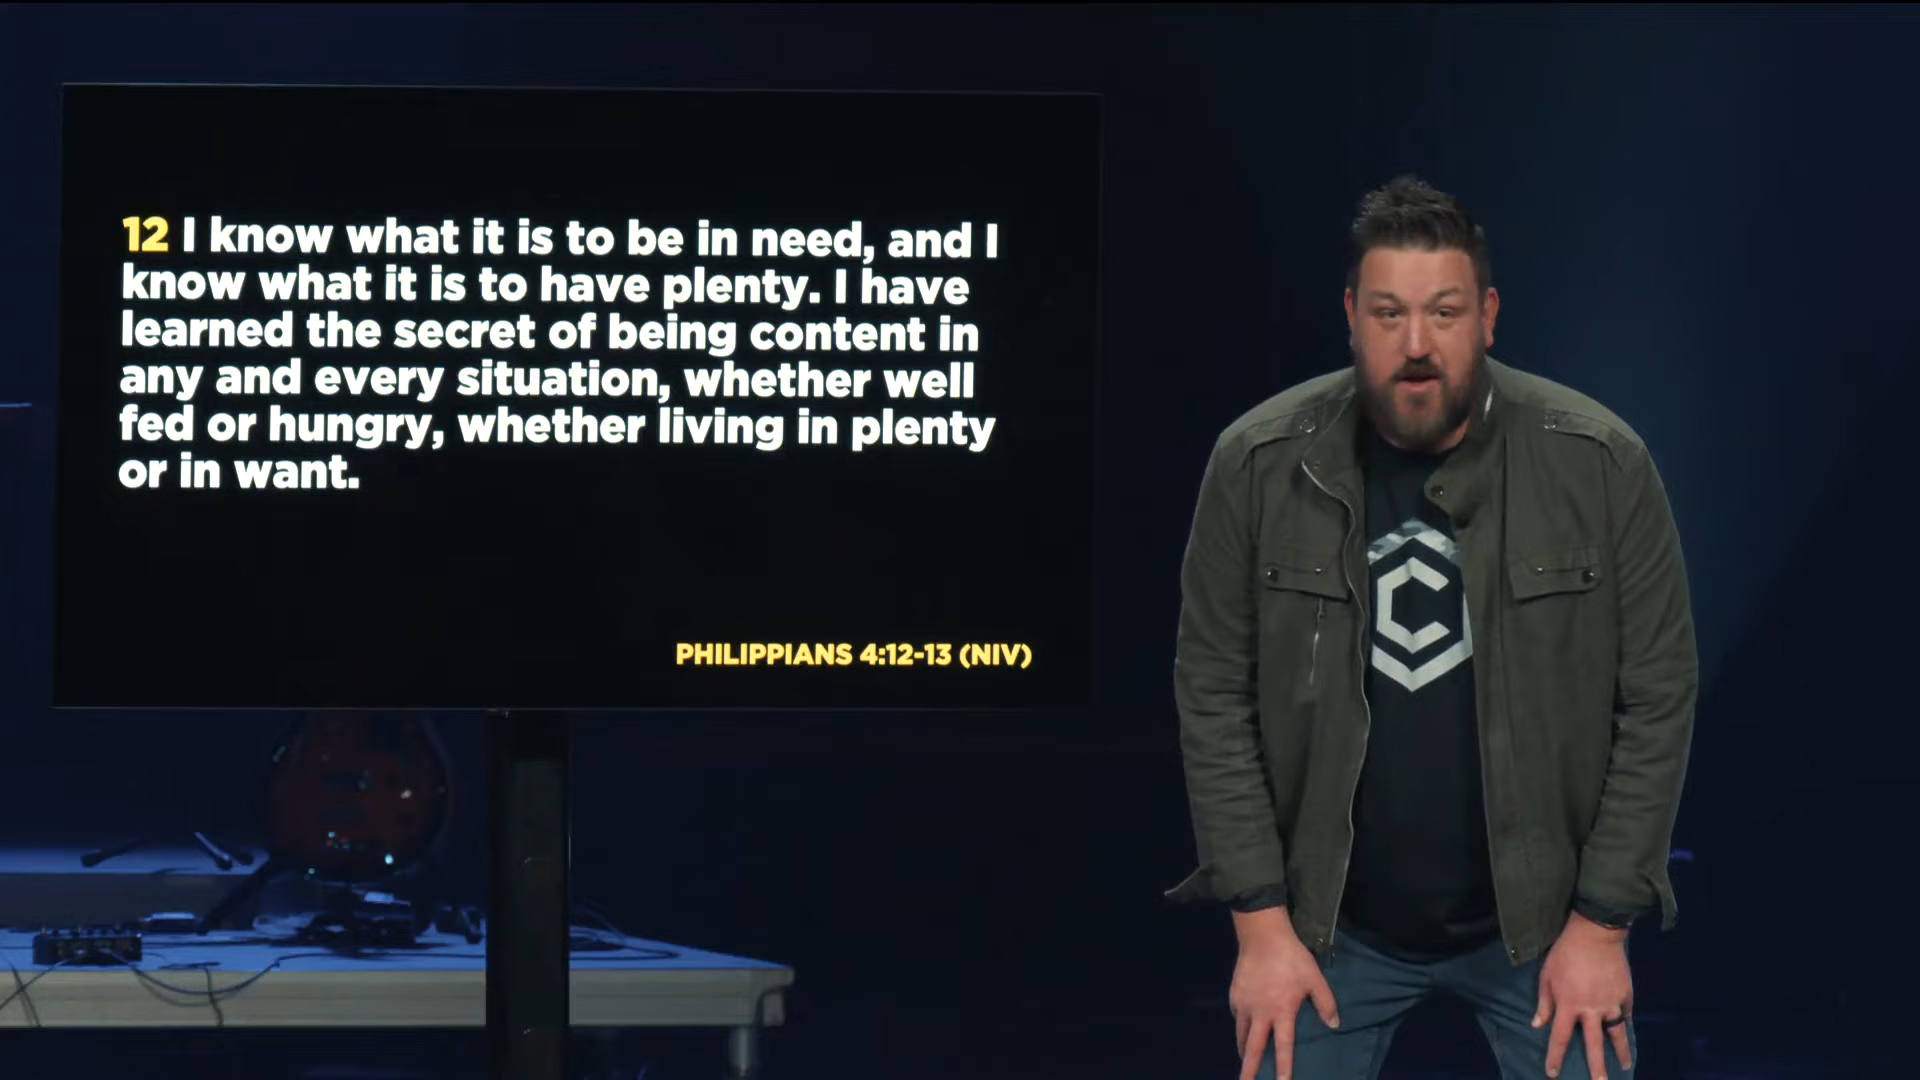 12 I know what it is to be in need, and I
know what it is to have plenty. I have
learned the secret of being content in
any and every situation, whether well
fed or hungry, whether living in plenty
or in want.
PHILIPPIANS 4:12-13 (NIV)
C